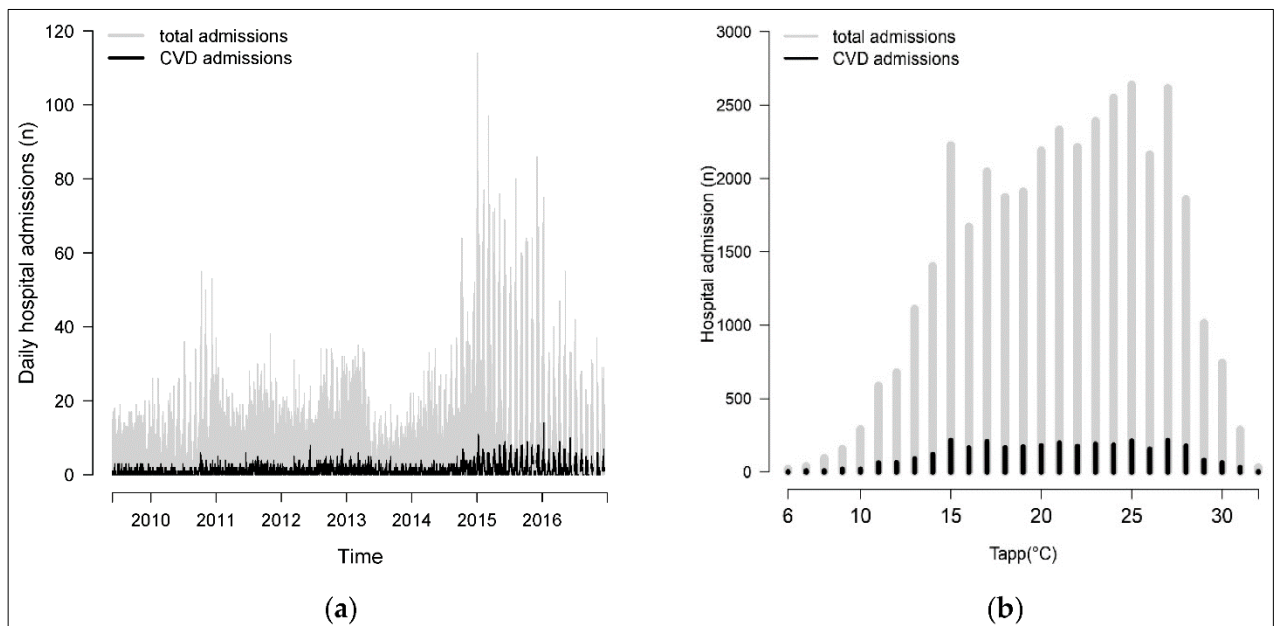 total admissions
CVD admissions
Daily hospital admissions (n)
120
100
80
60
40
20
0
2010 2011 2012 2013 2014 2015 2016
Time
(a)
total admissions
CVD admissions
Hospital admission (n)
3000
2500
2000
1500
1000
500
0
6 10 15 20 25 30
Tapp(°C)
(b)